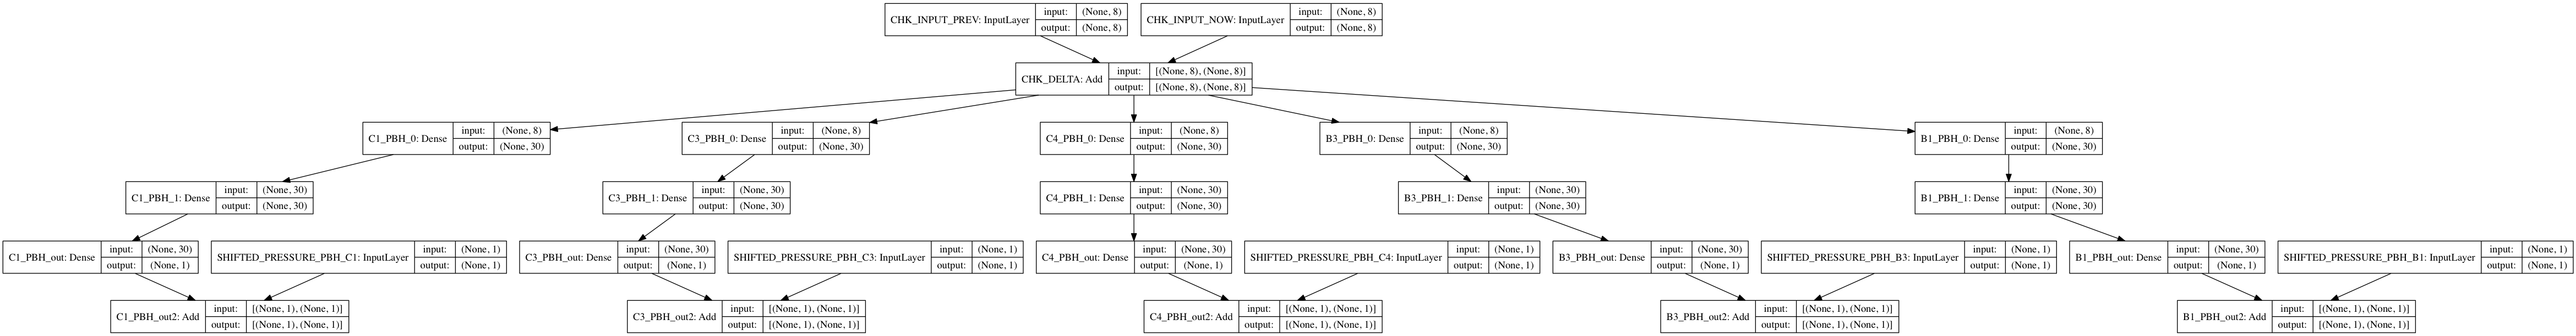 CHK_INPUT_PREV: InputLayer input: (None, 8) output: (None, 8)
CHK_INPUT_NOW: InputLayer input: (None, 8) output: (None, 8)
CHK_DELTA: Add input: [(None, 8), (None, 8)] output: [(None, 8), (None, 8)]
C1_PBH_0: Dense input: (None, 8) output: (None, 30)
C3_PBH_0: Dense input: (None, 8) output: (None, 30)
C4_PBH_0: Dense input: (None, 8) output: (None, 30)
B3_PBH_0: Dense input: (None, 8) output: (None, 30)
B1_PBH_0: Dense input: (None, 8) output: (None, 30)
C1_PBH_1: Dense input: (None, 30) output: (None, 30)
C3_PBH_1: Dense input: (None, 30) output: (None, 30)
C4_PBH_1: Dense input: (None, 30) output: (None, 30)
B3_PBH_1: Dense input: (None, 30) output: (None, 30)
B1_PBH_1: Dense input: (None, 30) output: (None, 30)
C1_PBH_out: Dense input: (None, 30) output: (None, 1)
SHIFTED_PRESSURE_PBH_C1: InputLayer input: (None, 1) output: (None, 1)
C3_PBH_out: Dense input: (None, 30) output: (None, 1)
SHIFTED_PRESSURE_PBH_C3: InputLayer input: (None, 1) output: (None, 1)
C4_PBH_out: Dense input: (None, 30) output: (None, 1)
SHIFTED_PRESSURE_PBH_C4: InputLayer input: (None, 1) output: (None, 1)
B3_PBH_out: Dense input: (None, 30) output: (None, 1)
SHIFTED_PRESSURE_PBH_B3: InputLayer input: (None, 1) output: (None, 1)
B1_PBH_out: Dense input: (None, 30) output: (None, 1)
SHIFTED_PRESSURE_PBH_B1: InputLayer input: (None, 1) output: (None, 1)
C1_PBH_out2: Add input: [(None, 1), (None, 1)] output: [(None, 1), (None, 1)]
C3_PBH_out2: Add input: [(None, 1), (None, 1)] output: [(None, 1), (None, 1)]
C4_PBH_out2: Add input: [(None, 1), (None, 1)] output: [(None, 1), (None, 1)]
B3_PBH_out2: Add input: [(None, 1), (None, 1)] output: [(None, 1), (None, 1)]
B1_PBH_out2: Add input: [(None, 1), (None, 1)] output: [(None, 1), (None, 1)]